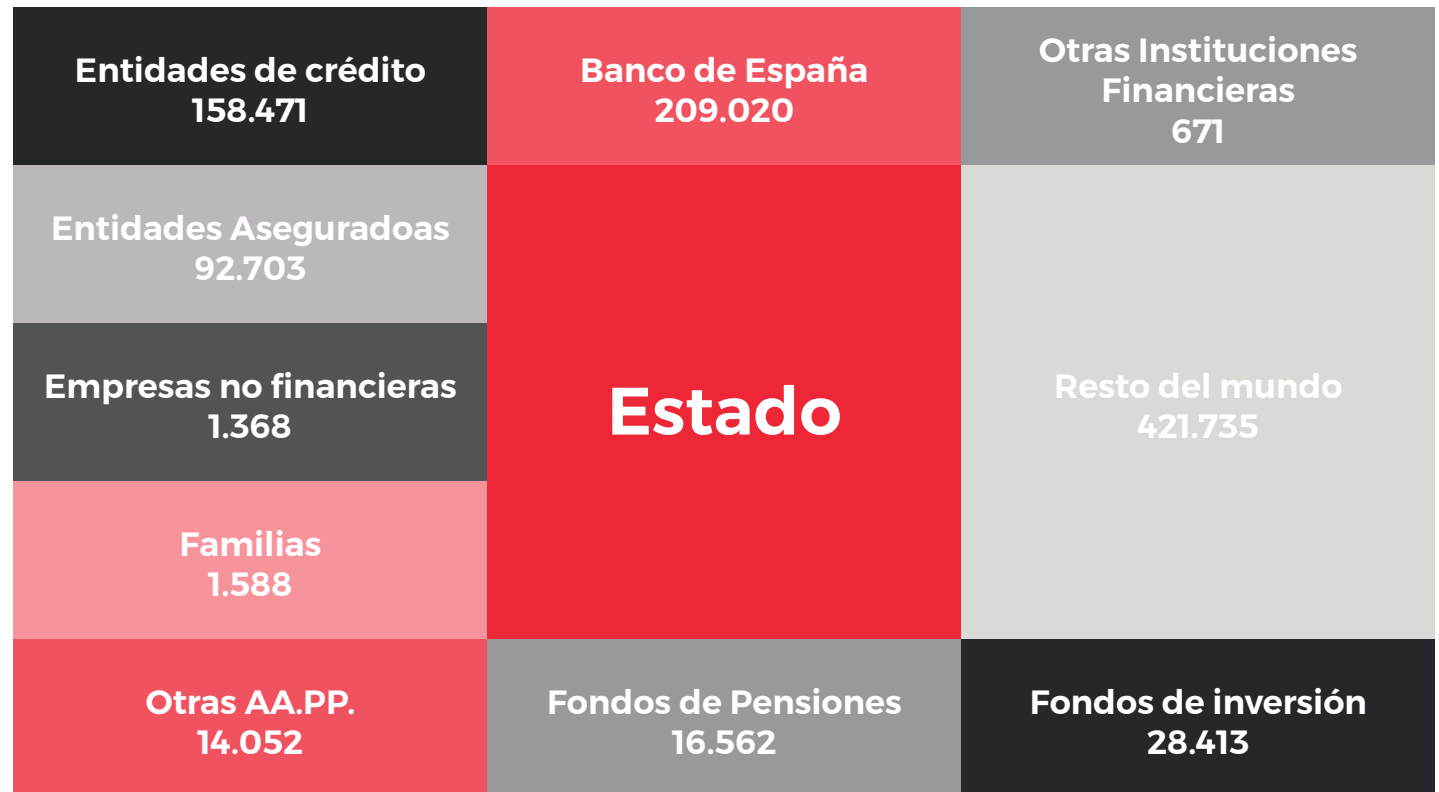 Entidades de crédito
158.471
Banco de España
209.020
Otras Instituciones
Financieras
671
Entidades Aseguradoas
92.703
Empresas no financieras
1.368
Estado
Resto del mundo
421.735
Familias
1.588
Otras AA.PP.
14.052
Fondos de Pensiones
16.562
Fondos de inversión
28.413